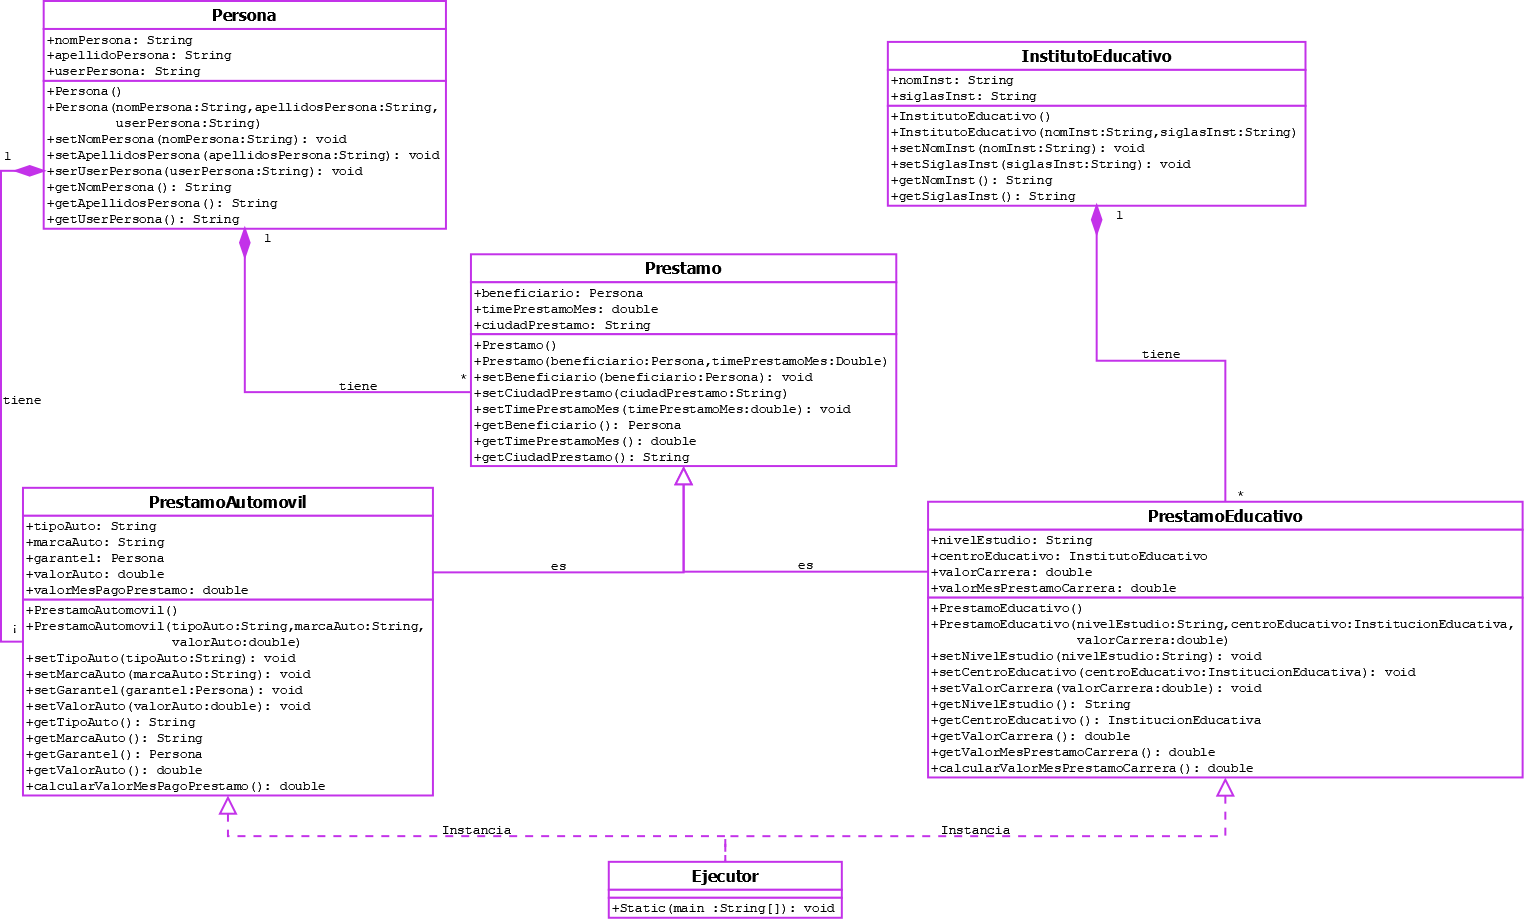 Persona
+nomPersona: String
+apellidoPersona: String
+userPersona: String
+Persona()
+Persona(nomPersona:String,apellidosPersona:String,
userPersona:String)
+setNomPersona(nomPersona:String): void
+setApellidosPersona(apellidosPersona:String): void
+serUserPersona(userPersona:String): void
+getNomPersona(): String
+getApellidosPersona(): String
+getUserPersona(): String
1
1
InstitutoEducativo
+nomInst: String
+siglasInst: String
+InstitutoEducativo()
+InstitutoEducativo(nomInst:String,siglasInst:String)
+setNomInst(nomInst:String): void
+setSiglasInst(siglasInst:String): void
+getNomInst(): String
+getSiglasInst(): String
1
Prestamo
+beneficiario: Persona
+timePrestamoMes: double
+ciudadPrestamo: String
+Prestamo()
+Prestamo(beneficiario:Persona,timePrestamoMes:Double)
+setBeneficiario(beneficiario:Persona): void
+setCiudadPrestamo(ciudadPrestamo:String)
+setTimePrestamoMes(timePrestamoMes:double): void
+getBeneficiario(): Persona
+getTimePrestamoMes(): double
+getCiudadPrestamo(): String
tiene
*
tiene
tiene
*
PrestamoAutomovil
+tipoAuto: String
+marcaAuto: String
+garantel: Persona
+valorAuto: double
+valorMesPagoPrestamo: double
+PrestamoAutomovil()
+PrestamoAutomovil(tipoAuto:String,marcaAuto:String,
valorAuto:double)
+setTipoAuto(tipoAuto:String): void
+setMarcaAuto(marcaAuto:String): void
+setGarantel(garantel:Persona): void
+setValorAuto(valorAuto:double): void
+getTipoAuto(): String
+getMarcaAuto(): String
+getGarantel(): Persona
+getValorAuto(): double
+calcularValorMesPagoPrestamo(): double
¡
es
es
PrestamoEducativo
+nivelEstudio: String
+centroEducativo: InstitutoEducativo
+valorCarrera: double
+valorMesPrestamoCarrera: double
+PrestamoEducativo()
+PrestamoEducativo(nivelEstudio:String,centroEducativo:InstitucionEducativa,
valorCarrera:double)
+setNivelEstudio(nivelEstudio:String): void
+setCentroEducativo(centroEducativo:InstitucionEducativa): void
+setValorCarrera(valorCarrera:double): void
+getNivelEstudio(): String
+getCentroEducativo(): InstitucionEducativa
+getValorCarrera(): double
+getValorMesPrestamoCarrera(): double
+calcularValorMesPrestamoCarrera(): double
Instancia
Instancia
Ejecutor
+Static(main :String[]): void